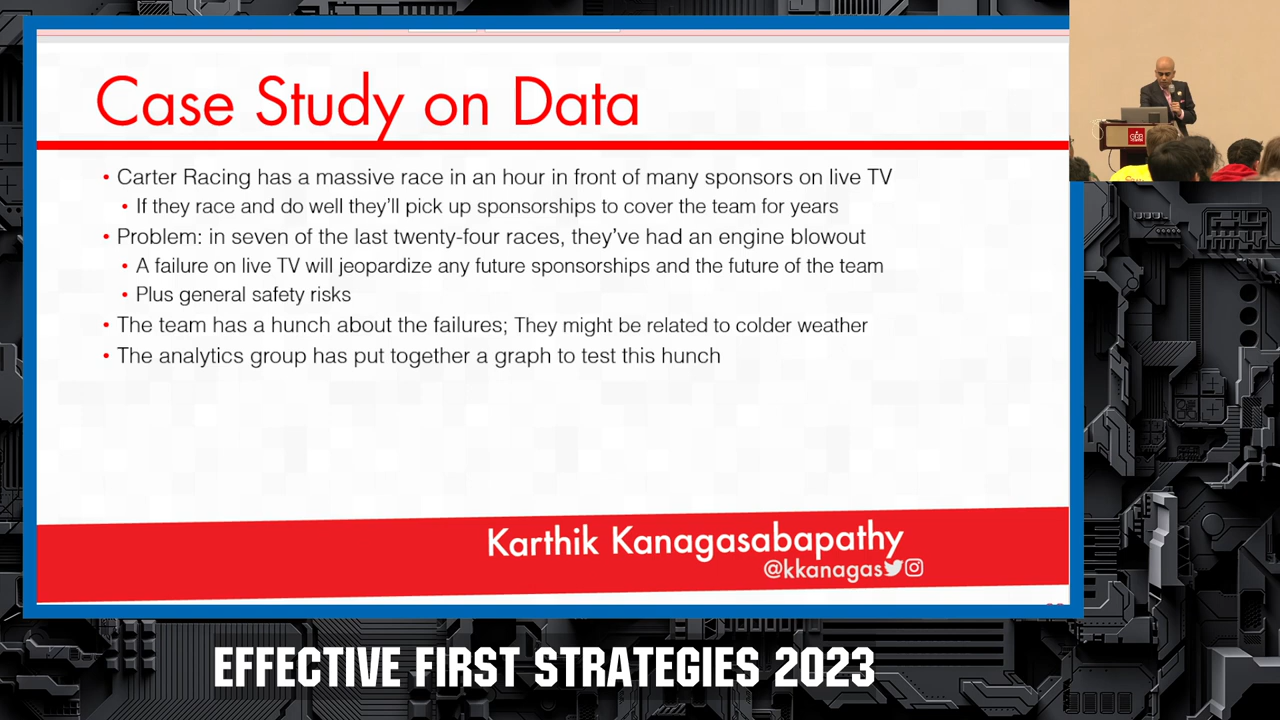 Case Study on Data
• Carter Racing has a massive race in an hour in front of many sponsors on live TV
• If they race and do well they'll pick up sponsorships to cover the team for years
• Problem: in seven of the last twenty-four races, they've had an engine blowout
• A failure on live TV will jeopardize any future sponsorships and the future of the team
• Plus general safety risks
• The team has a hunch about the failures; They might be related to colder weather
• The analytics group has put together a graph to test this hunch
Karthik Kanagasabapathy
@kkanagas
EFFECTIVE FIRST STRATEGIES 2023